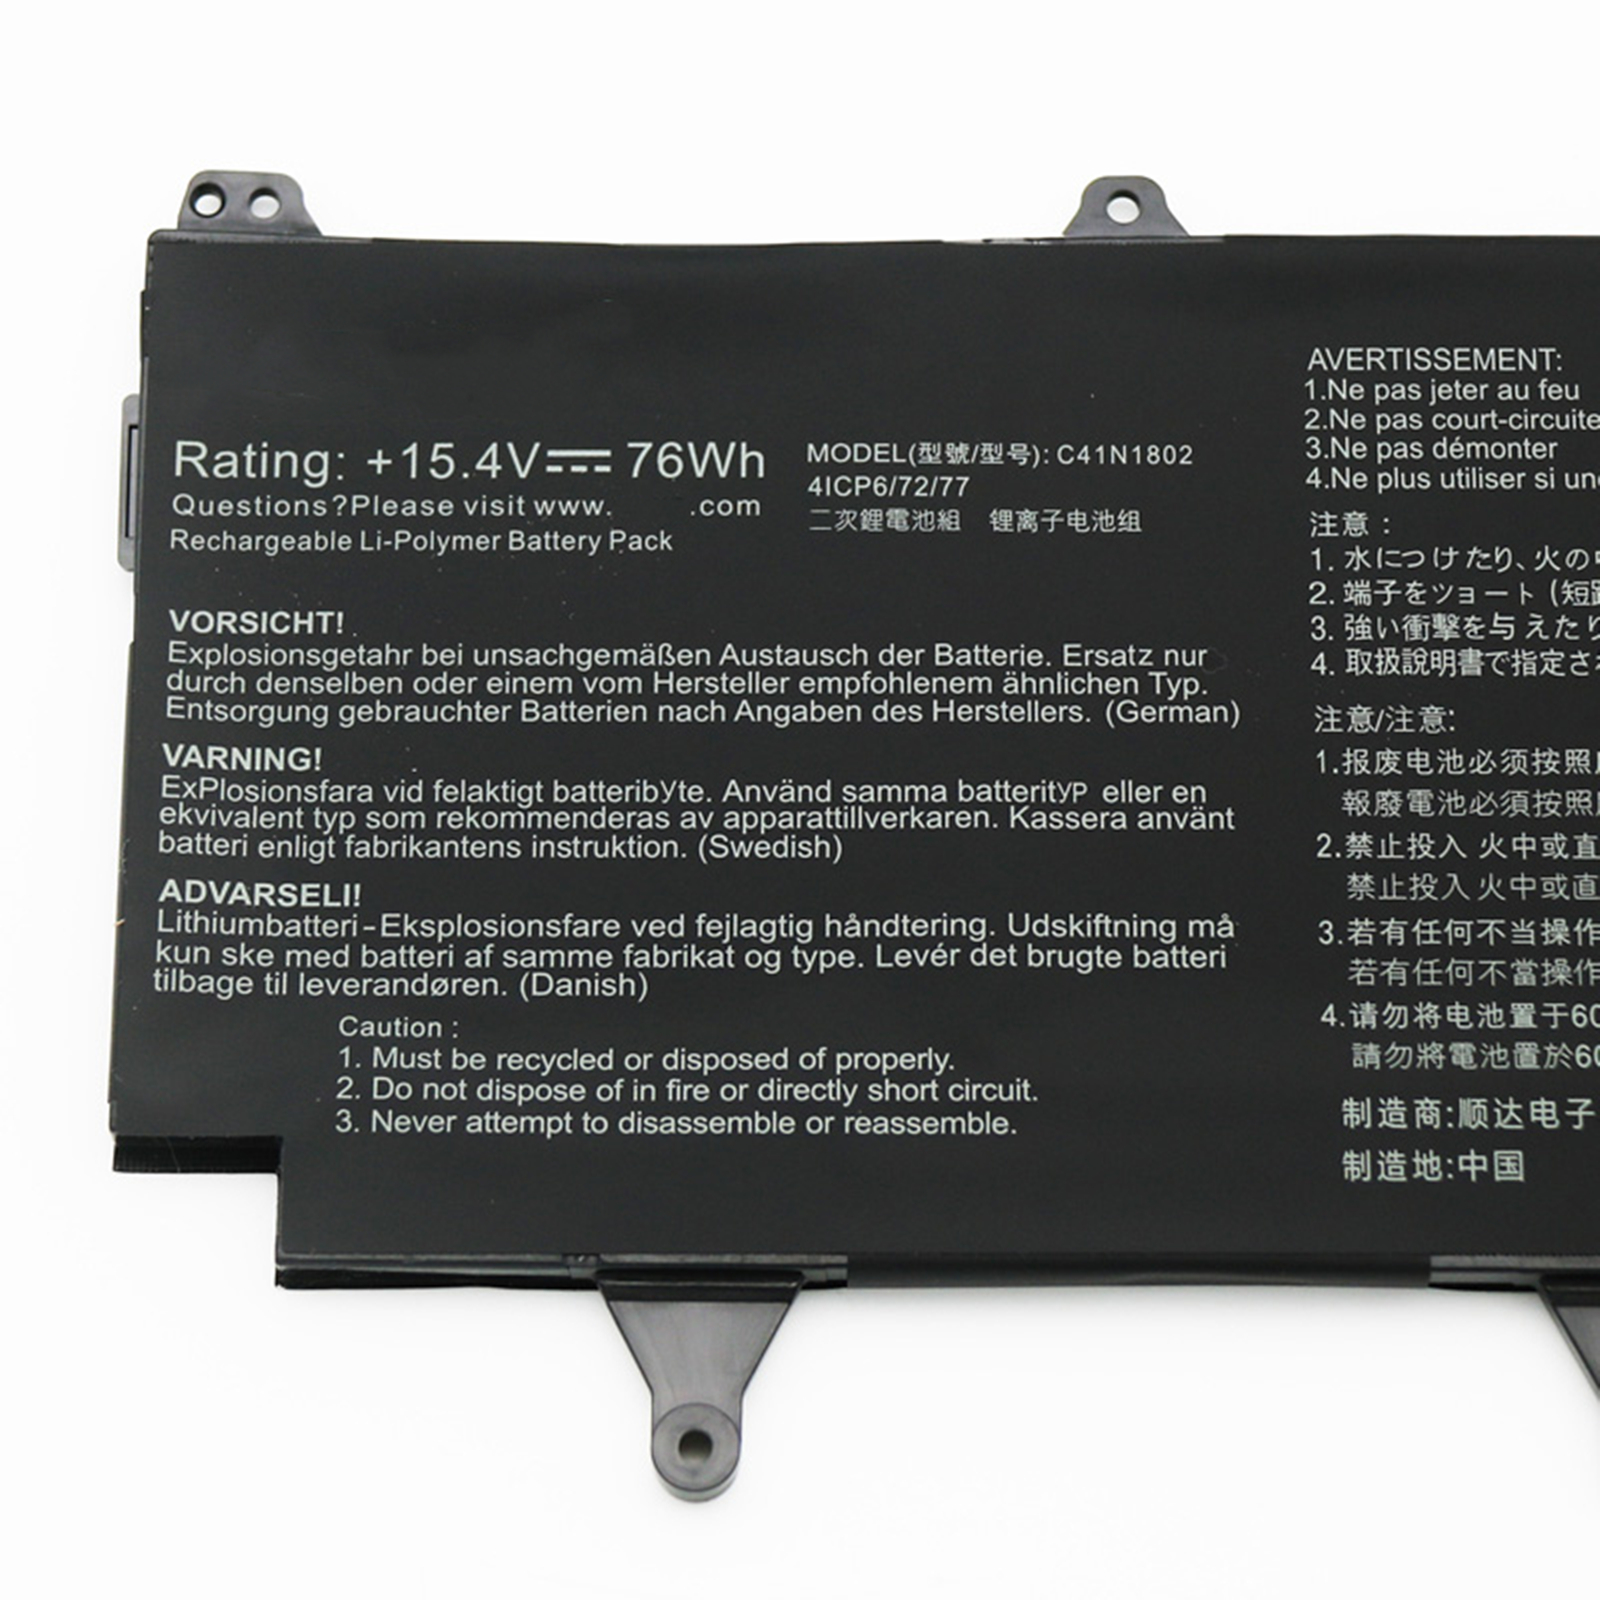 Rating: +15.4V⎓ 76Wh
Questions?Please visit www. .com
Rechargeable Li-Polymer Battery Pack
MODEL(型號/型号): C41N1802
4ICP6/72/77
二次鋰電池組 锂离子电池组
VORSICHT!
Explosionsgetahr bei unsachgemäßen Austausch der Batterie. Ersatz nur
durch denselben oder einem vom Hersteller empfohlenem ähnlichen Typ.
Entsorgung gebrauchter Batterien nach Angaben des Herstellers. (German)
VARNING!
ExPlosionsfara vid felaktigt batteribyte. Använd samma batterityP eller en
ekvivalent typ som rekommenderas av apparattillverkaren. Kassera använt
batteri enligt fabrikantens instruktion. (Swedish)
ADVARSELI!
Lithiumbatteri-Eksplosionsfare ved fejlagtig håndtering. Udskiftning må
kun ske med batteri af samme fabrikat og type. Levér det brugte batteri
tilbage til leverandøren. (Danish)
Caution :
1. Must be recycled or disposed of properly.
2. Do not dispose of in fire or directly short circuit.
3. Never attempt to disassemble or reassemble.
AVERTISSEMENT:
1.Ne pas jeter au feu
2.Ne pas court-circuite
3.Ne pas démonter
4.Ne plus utiliser si un
注意 :
1. 水につけたり、火の
2. 端子をツョート (短
3. 強い衝撃を与えたり
4. 取扱説明書で指定さ
注意/注意:
1.报废电池必须按照
報廢電池必須按照
2.禁止投入 火中或直
禁止投入 火中或直
3.若有任何不当操作
若有任何不當操作
4.请勿将电池置于60
請勿將電池置於60
制造商:顺达电子
制造地:中国